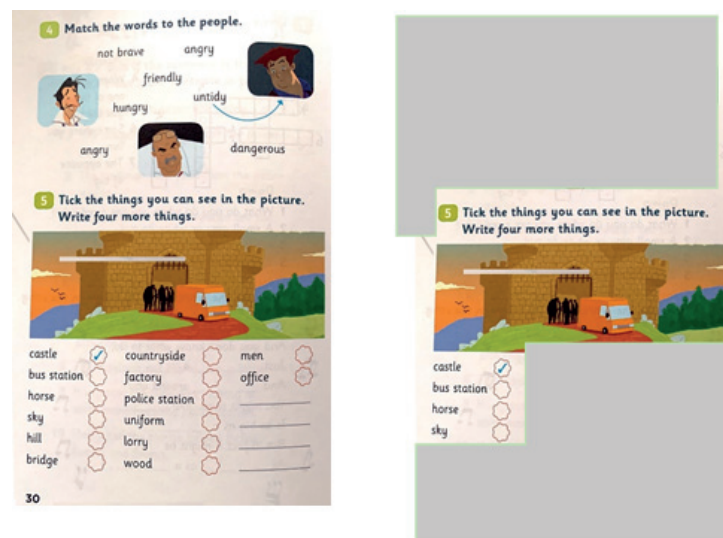 4 Match the words to the people.
not brave angry
friendly
hungry untidy
angry dangerous
5 Tick the things you can see in the picture.
Write four more things.
castle countryside men
bus station factory office
horse police station
sky uniform
hill lorry
bridge wood
30
5 Tick the things you can see in the picture.
Write four more things.
castle
bus station
horse
sky